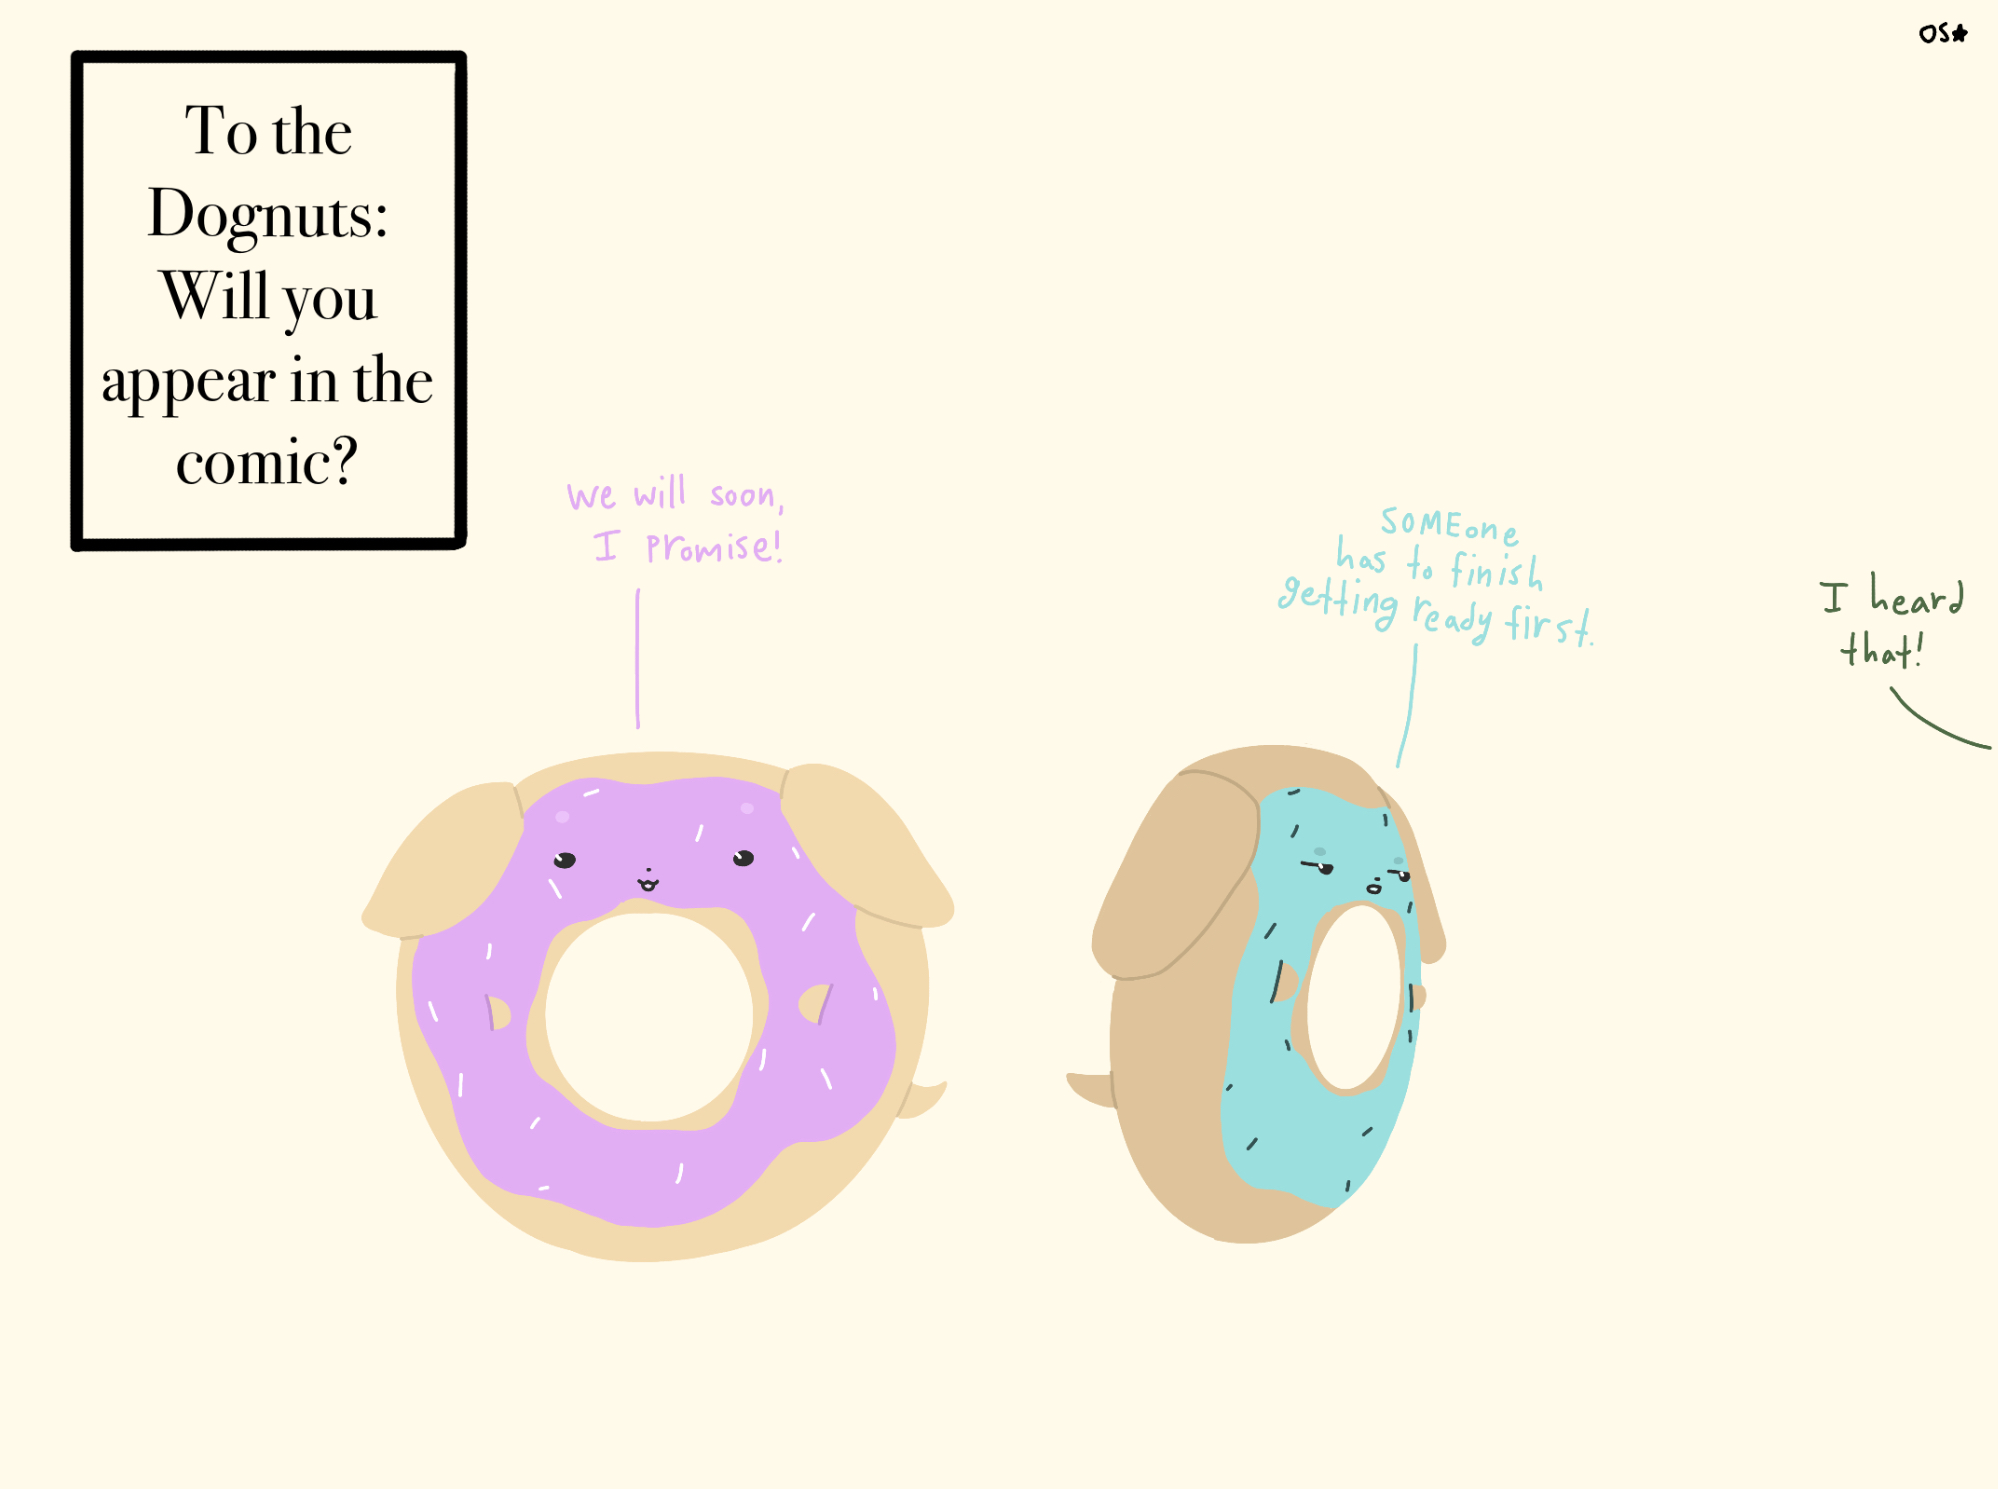 To the
Dognuts:
Will you
appear in the
comic?
OS★
We will soon,
I promise!
SOMEone
has to finish
getting ready first.
I heard
that!